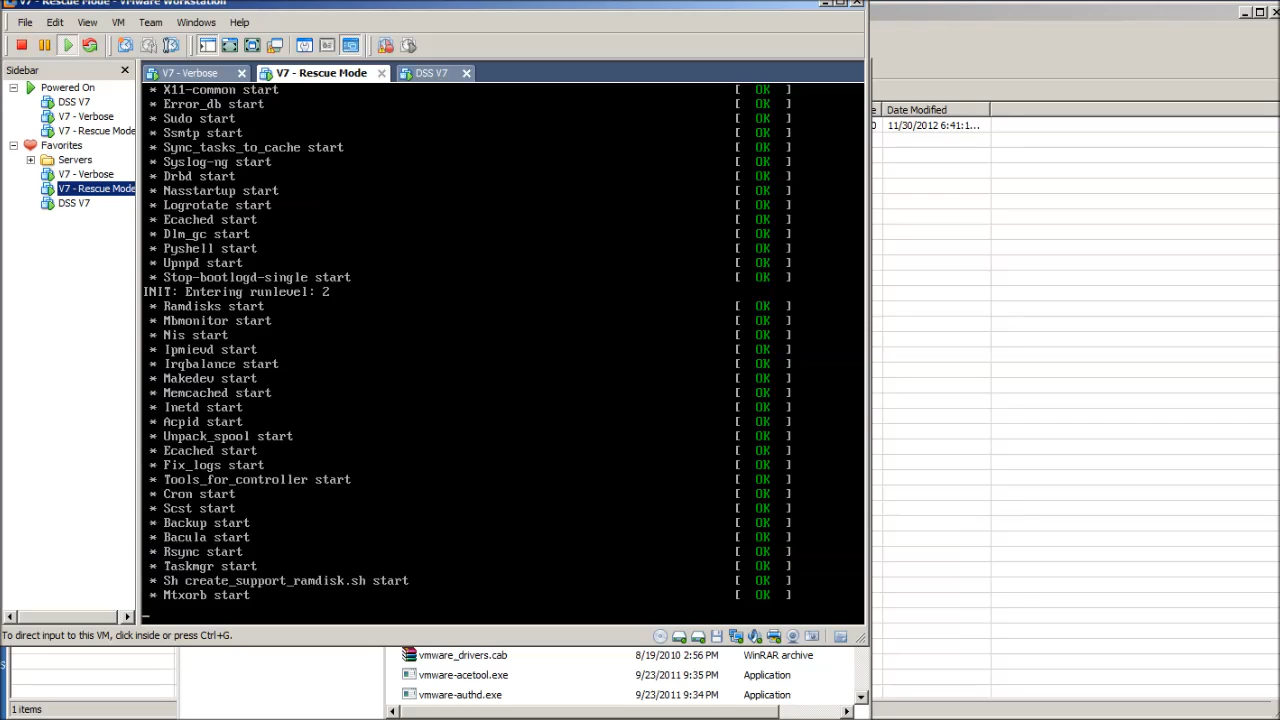 V7 - Rescue Mode - VMware Workstation
File Edit View VM Team Windows Help
Sidebar
V7 - Verbose V7 - Rescue Mode DSS V7
Powered On
DSS V7
V7 - Verbose
V7 - Rescue Mode
Favorites
Servers
V7 - Verbose
V7 - Rescue Mode
DSS V7
* X11-common start [ OK ]
* Error_db start [ OK ]
* Sudo start [ OK ]
* Ssmtp start [ OK ]
* Sync_tasks_to_cache start [ OK ]
* Syslog-ng start [ OK ]
* Drbd start [ OK ]
* Nasstartup start [ OK ]
* Logrotate start [ OK ]
* Ecached start [ OK ]
* Dlm_gc start [ OK ]
* Pyshell start [ OK ]
* Upnpd start [ OK ]
* Stop-bootlogd-single start [ OK ]
INIT: Entering runlevel: 2
* Ramdisks start [ OK ]
* Mbmonitor start [ OK ]
* Nis start [ OK ]
* Ipmievd start [ OK ]
* Irqbalance start [ OK ]
* Makedev start [ OK ]
* Memcached start [ OK ]
* Inetd start [ OK ]
* Acpid start [ OK ]
* Unpack_spool start [ OK ]
* Ecached start [ OK ]
* Fix_logs start [ OK ]
* Tools_for_controller start [ OK ]
* Cron start [ OK ]
* Scst start [ OK ]
* Backup start [ OK ]
* Bacula start [ OK ]
* Rsync start [ OK ]
* Taskmgr start [ OK ]
* Sh create_support_ramdisk.sh start [ OK ]
* Mtxorb start [ OK ]
Date Modified
0 11/30/2012 6:41:1...
To direct input to this VM, click inside or press Ctrl+G.
vmware_drivers.cab 8/19/2010 2:56 PM WinRAR archive
vmware-acetool.exe 9/23/2011 9:35 PM Application
vmware-authd.exe 9/23/2011 9:34 PM Application
1 items